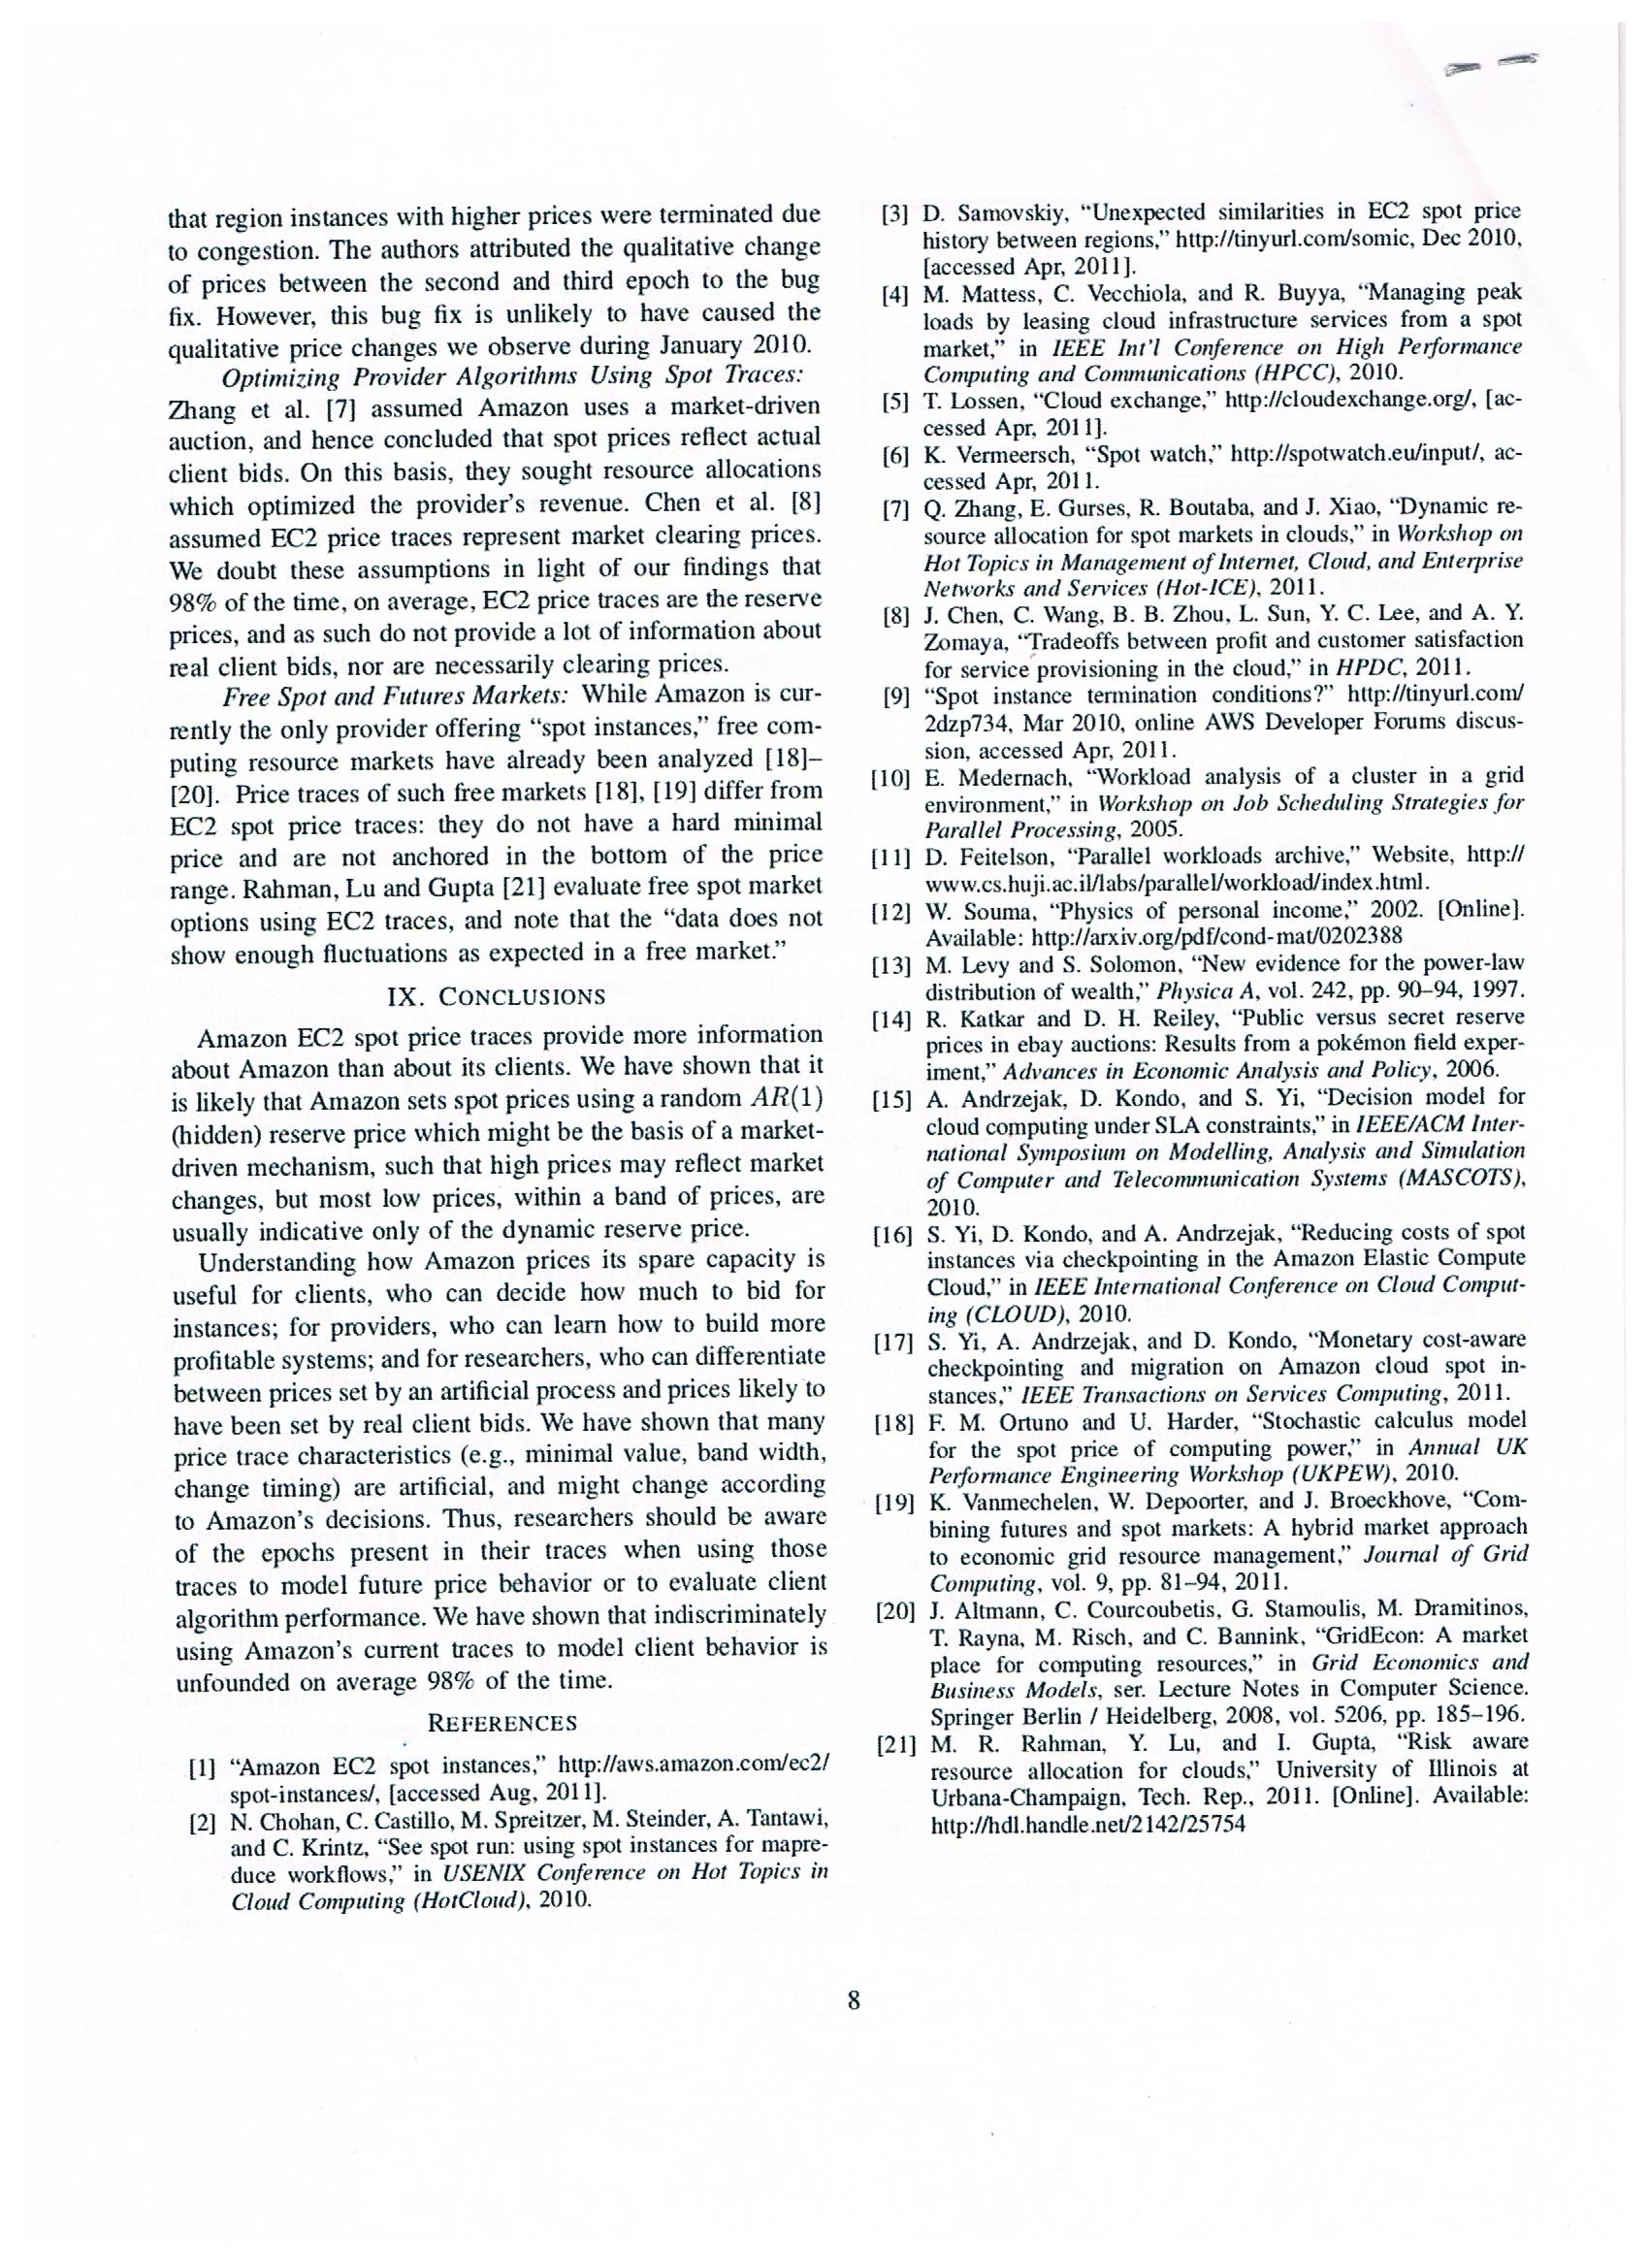 that region instances with higher prices were terminated due
to congestion. The authors attributed the qualitative change
of prices between the second and third epoch to the bug
fix. However, this bug fix is unlikely to have caused the
qualitative price changes we observe during January 2010.
Optimizing Provider Algorithms Using Spot Traces:
Zhang et al. [7] assumed Amazon uses a market-driven
auction, and hence concluded that spot prices reflect actual
client bids. On this basis, they sought resource allocations
which optimized the provider's revenue. Chen et al. [8]
assumed EC2 price traces represent market clearing prices.
We doubt these assumptions in light of our findings that
98% of the time, on average, EC2 price traces are the reserve
prices, and as such do not provide a lot of information about
real client bids, nor are necessarily clearing prices.
Free Spot and Futures Markets: While Amazon is cur-
rently the only provider offering “spot instances,” free com-
puting resource markets have already been analyzed [18]–
[20]. Price traces of such free markets [18], [19] differ from
EC2 spot price traces: they do not have a hard minimal
price and are not anchored in the bottom of the price
range. Rahman, Lu and Gupta [21] evaluate free spot market
options using EC2 traces, and note that the “data does not
show enough fluctuations as expected in a free market.”
IX. CONCLUSIONS
Amazon EC2 spot price traces provide more information
about Amazon than about its clients. We have shown that it
is likely that Amazon sets spot prices using a random AR(1)
(hidden) reserve price which might be the basis of a market-
driven mechanism, such that high prices may reflect market
changes, but most low prices, within a band of prices, are
usually indicative only of the dynamic reserve price.
Understanding how Amazon prices its spare capacity is
useful for clients, who can decide how much to bid for
instances; for providers, who can learn how to build more
profitable systems; and for researchers, who can differentiate
between prices set by an artificial process and prices likely to
have been set by real client bids. We have shown that many
price trace characteristics (e.g., minimal value, band width,
change timing) are artificial, and might change according
to Amazon's decisions. Thus, researchers should be aware
of the epochs present in their traces when using those
traces to model future price behavior or to evaluate client
algorithm performance. We have shown that indiscriminately
using Amazon's current traces to model client behavior is
unfounded on average 98% of the time.
REFERENCES
[1] “Amazon EC2 spot instances,” http://aws.amazon.com/ec2/
spot-instances/, [accessed Aug, 2011].
[2] N. Chohan, C. Castillo, M. Spreitzer, M. Steinder, A. Tantawi,
and C. Krintz, “See spot run: using spot instances for mapre-
duce workflows,” in USENIX Conference on Hot Topics in
Cloud Computing (HotCloud), 2010.
[3] D. Samovskiy, “Unexpected similarities in EC2 spot price
history between regions,” http://tinyurl.com/somic, Dec 2010,
[accessed Apr, 2011].
[4] M. Mattess, C. Vecchiola, and R. Buyya, “Managing peak
loads by leasing cloud infrastructure services from a spot
market,” in IEEE Int'l Conference on High Performance
Computing and Communications (HPCC), 2010.
[5] T. Lossen, “Cloud exchange,” http://cloudexchange.org/, [ac-
cessed Apr, 2011].
[6] K. Vermeersch, “Spot watch,” http://spotwatch.eu/input/, ac-
cessed Apr, 2011.
[7] Q. Zhang, E. Gurses, R. Boutaba, and J. Xiao, “Dynamic re-
source allocation for spot markets in clouds,” in Workshop on
Hot Topics in Management of Internet, Cloud, and Enterprise
Networks and Services (Hot-ICE), 2011.
[8] J. Chen, C. Wang, B. B. Zhou, L. Sun, Y. C. Lee, and A. Y.
Zomaya, “Tradeoffs between profit and customer satisfaction
for service provisioning in the cloud,” in HPDC, 2011.
[9] “Spot instance termination conditions?” http://tinyurl.com/
2dzp734, Mar 2010, online AWS Developer Forums discus-
sion, accessed Apr, 2011.
[10] E. Medernach, “Workload analysis of a cluster in a grid
environment,” in Workshop on Job Scheduling Strategies for
Parallel Processing, 2005.
[11] D. Feitelson, “Parallel workloads archive,” Website, http://
www.cs.huji.ac.il/labs/parallel/workload/index.html.
[12] W. Souma, “Physics of personal income,” 2002. [Online].
Available: http://arxiv.org/pdf/cond-mat/0202388
[13] M. Levy and S. Solomon, “New evidence for the power-law
distribution of wealth,” Physica A, vol. 242, pp. 90–94, 1997.
[14] R. Katkar and D. H. Reiley, “Public versus secret reserve
prices in ebay auctions: Results from a pokémon field exper-
iment,” Advances in Economic Analysis and Policy, 2006.
[15] A. Andrzejak, D. Kondo, and S. Yi, “Decision model for
cloud computing under SLA constraints,” in IEEE/ACM Inter-
national Symposium on Modelling, Analysis and Simulation
of Computer and Telecommunication Systems (MASCOTS),
2010.
[16] S. Yi, D. Kondo, and A. Andrzejak, “Reducing costs of spot
instances via checkpointing in the Amazon Elastic Compute
Cloud,” in IEEE International Conference on Cloud Comput-
ing (CLOUD), 2010.
[17] S. Yi, A. Andrzejak, and D. Kondo, “Monetary cost-aware
checkpointing and migration on Amazon cloud spot in-
stances,” IEEE Transactions on Services Computing, 2011.
[18] F. M. Ortuno and U. Harder, “Stochastic calculus model
for the spot price of computing power,” in Annual UK
Performance Engineering Workshop (UKPEW), 2010.
[19] K. Vanmechelen, W. Depoorter, and J. Broeckhove, “Com-
bining futures and spot markets: A hybrid market approach
to economic grid resource management,” Journal of Grid
Computing, vol. 9, pp. 81–94, 2011.
[20] J. Altmann, C. Courcoubetis, G. Stamoulis, M. Dramitinos,
T. Rayna, M. Risch, and C. Bannink, “GridEcon: A market
place for computing resources,” in Grid Economics and
Business Models, ser. Lecture Notes in Computer Science.
Springer Berlin / Heidelberg, 2008, vol. 5206, pp. 185–196.
[21] M. R. Rahman, Y. Lu, and I. Gupta, “Risk aware
resource allocation for clouds,” University of Illinois at
Urbana-Champaign, Tech. Rep., 2011. [Online]. Available:
http://hdl.handle.net/2142/25754
8